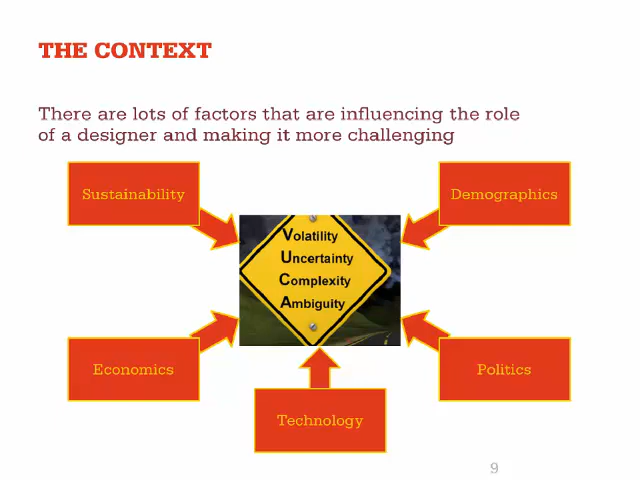 THE CONTEXT
There are lots of factors that are influencing the role
of a designer and making it more challenging
Sustainability
Demographics
Volatility
Uncertainty
Complexity
Ambiguity
Economics
Politics
Technology
9